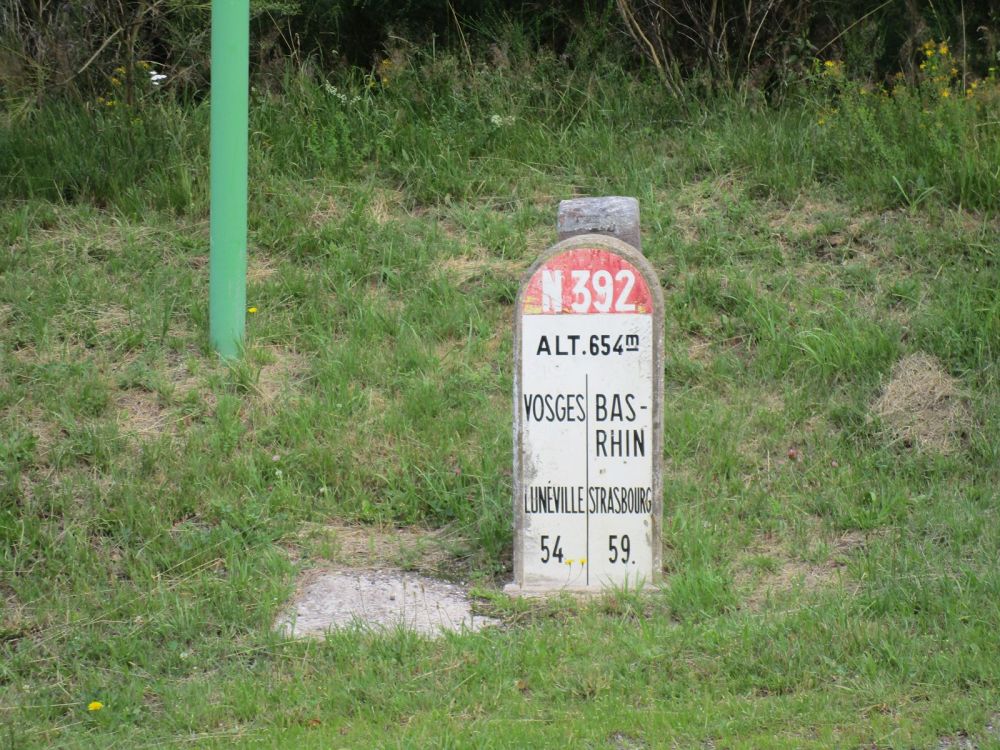 N 392
ALT. 654m
VOSGES
BAS-
RHIN
LUNÉVILLE
STRASBOURG
54
59.